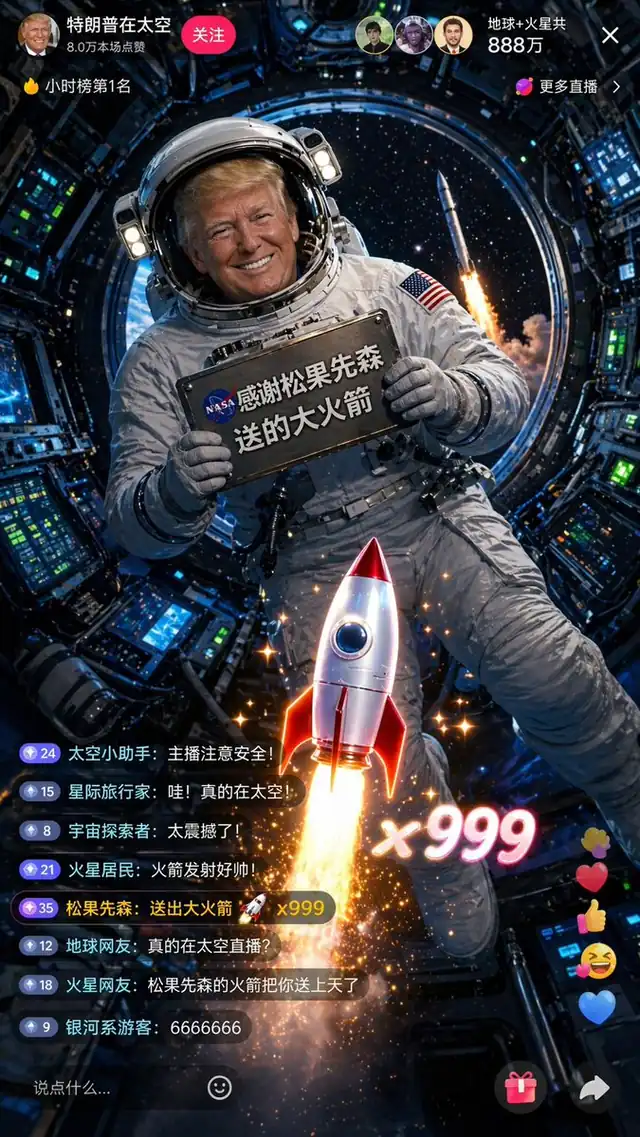 特朗普在太空
8.0万本场点赞
关注
地球+火星共
888万
小时榜第1名
更多直播
NASA
感谢松果先森
送的大火箭
x999
24 太空小助手：主播注意安全！
15 星际旅行家：哇！真的在太空！
8 宇宙探索者：太震撼了！
21 火星居民：火箭发射好帅！
35 松果先森：送出大火箭 x999
12 地球网友：真的在太空直播？
18 火星网友：松果先森的火箭把你送上天了
9 银河系游客：6666666
说点什么...